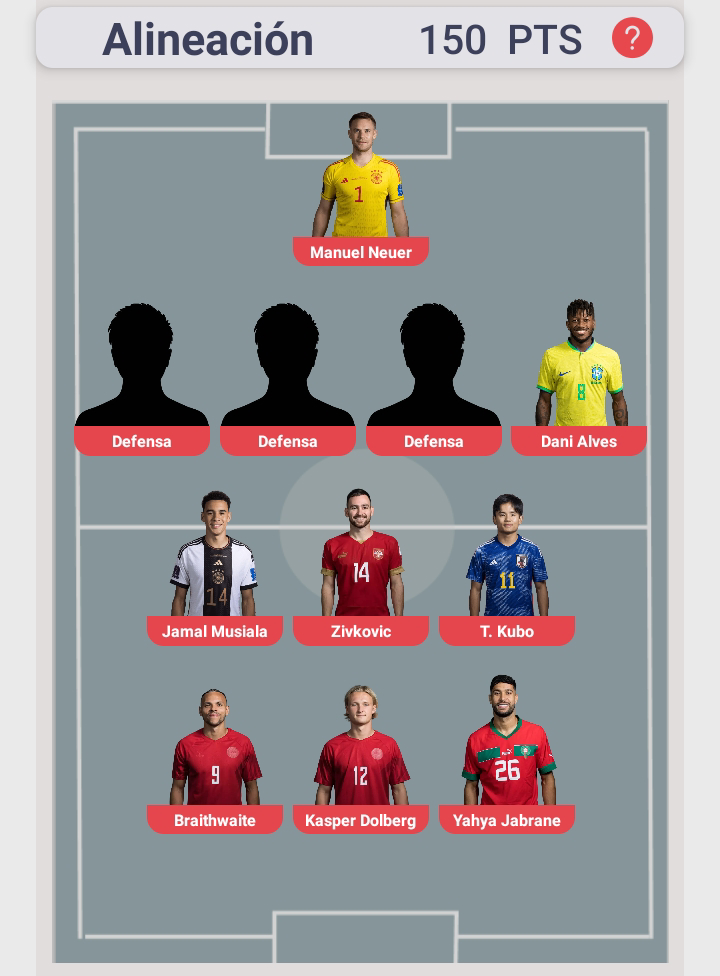 Alineación 150 PTS ?
1
Manuel Neuer
8
Defensa Defensa Defensa Dani Alves
14 14 11
Jamal Musiala Zivkovic T. Kubo
9 12 26
Braithwaite Kasper Dolberg Yahya Jabrane